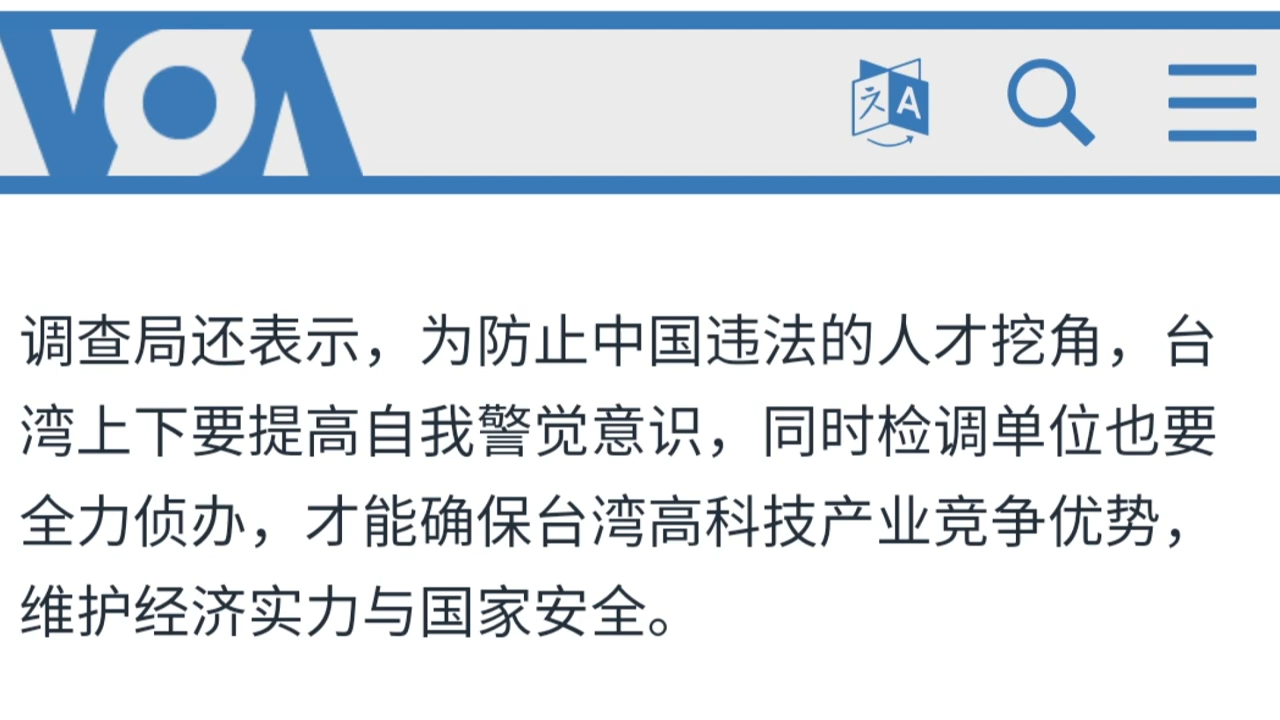 VOA
文A
调查局还表示，为防止中国违法的人才挖角，台
湾上下要提高自我警觉意识，同时检调单位也要
全力侦办，才能确保台湾高科技产业竞争优势，
维护经济实力与国家安全。